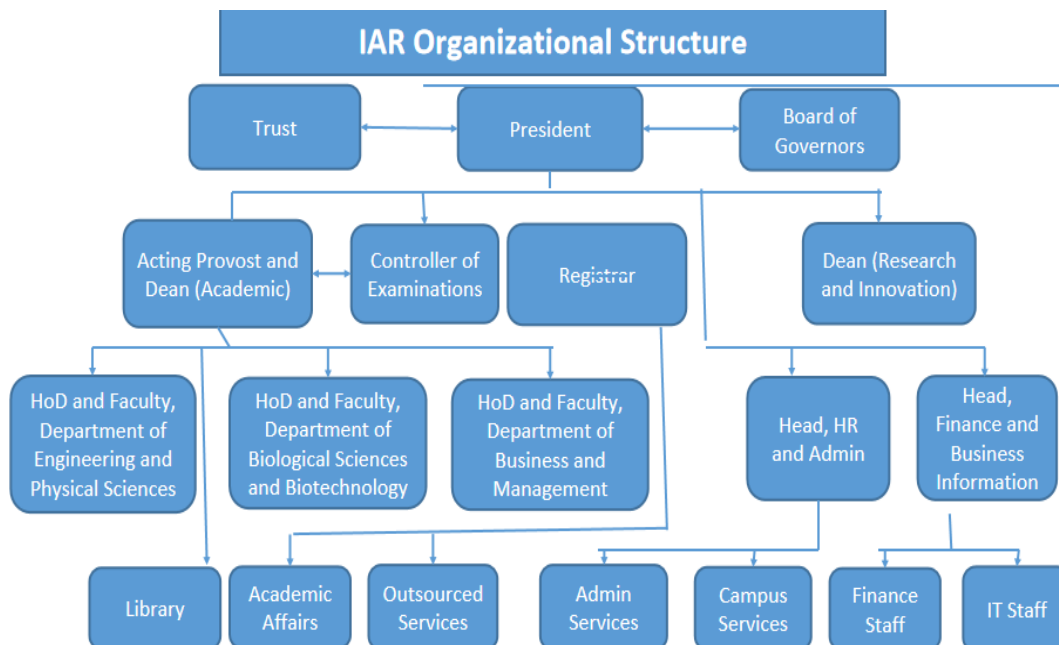 IAR Organizational Structure
Trust
President
Board of
Governors
Acting Provost and
Dean (Academic)
Controller of
Examinations
Registrar
Dean (Research
and Innovation)
HoD and Faculty,
Department of
Engineering and
Physical Sciences
HoD and Faculty,
Department of
Biological Sciences
and Biotechnology
HoD and Faculty,
Department of
Business and
Management
Head, HR
and Admin
Head,
Finance and
Business
Information
Library
Academic
Affairs
Outsourced
Services
Admin
Services
Campus
Services
Finance
Staff
IT Staff